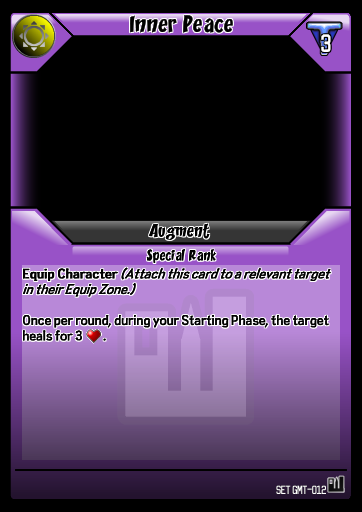 Inner Peace
3
Augment
Special Rank
Equip Character (Attach this card to a relevant target
in their Equip Zone.)
Once per round, during your Starting Phase, the target
heals for 3 .
SET GMT-012